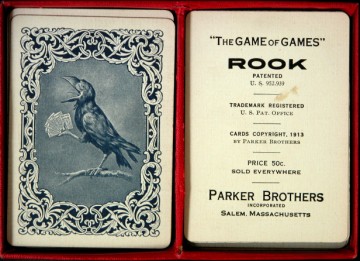 "THE GAME OF GAMES"
ROOK
PATENTED
U. S. 952,939
TRADEMARK REGISTERED
U. S. PAT. OFFICE
CARDS COPYRIGHT, 1913
BY PARKER BROTHERS
PRICE 50c.
SOLD EVERYWHERE
PARKER BROTHERS
INCORPORATED
SALEM, MASSACHUSETTS